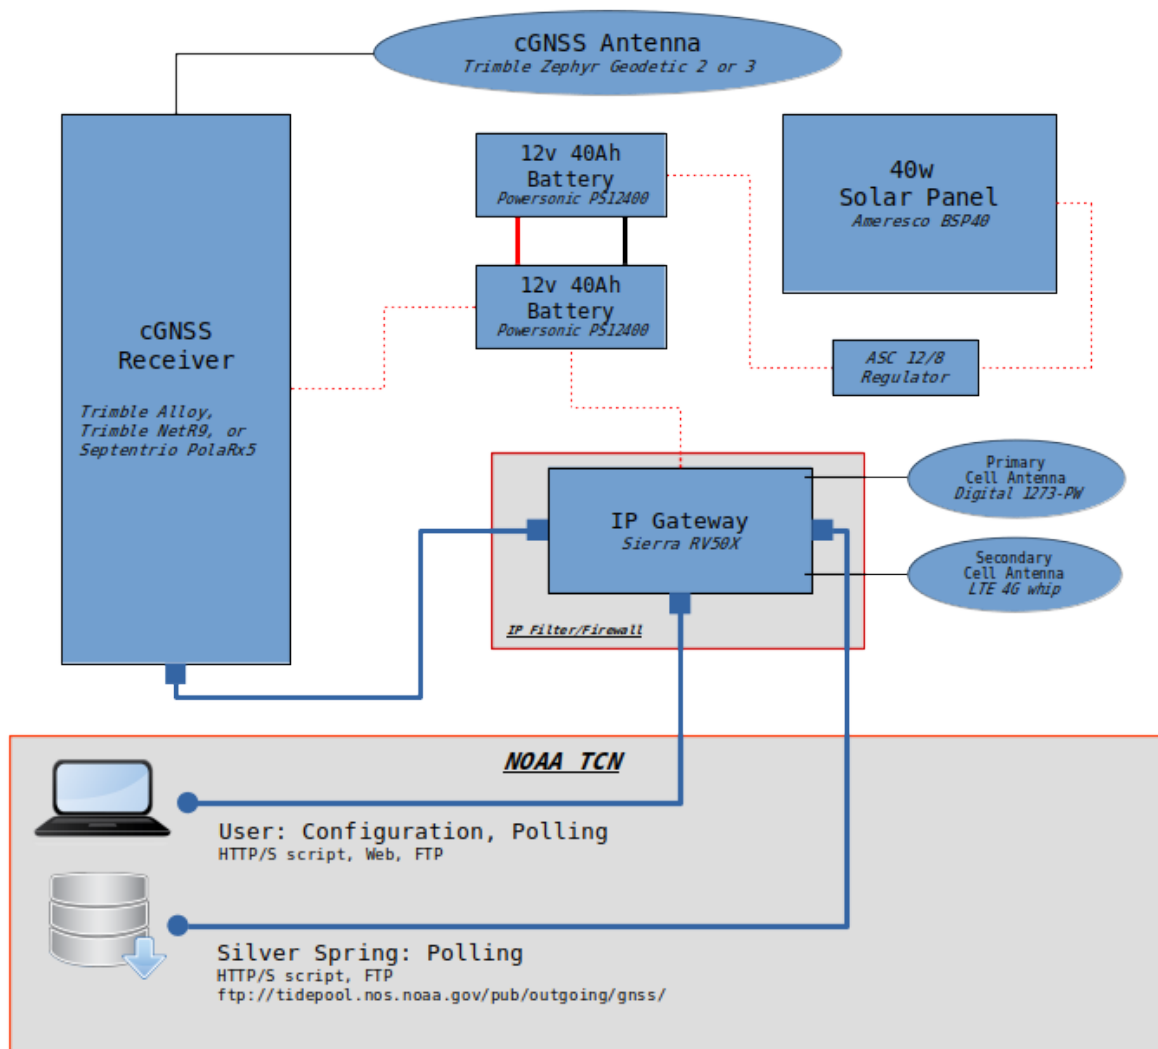 cGNSS Antenna
Trimble Zephyr Geodetic 2 or 3
12v 40Ah
Battery
Powersonic PS12400
40w
Solar Panel
Ameresco BSP40
12v 40Ah
Battery
Powersonic PS12400
cGNSS
Receiver
Trimble Alloy,
Trimble NetR9, or
Septentrio PolaRx5
ASC 12/8
Regulator
Primary
Cell Antenna
Digital 1273-PW
IP Gateway
Sierra RV50X
Secondary
Cell Antenna
LTE 4G whip
IP Filter/Firewall
NOAA TCN
User: Configuration, Polling
HTTP/S script, Web, FTP
Silver Spring: Polling
HTTP/S script, FTP
ftp://tidepool.nos.noaa.gov/pub/outgoing/gnss/